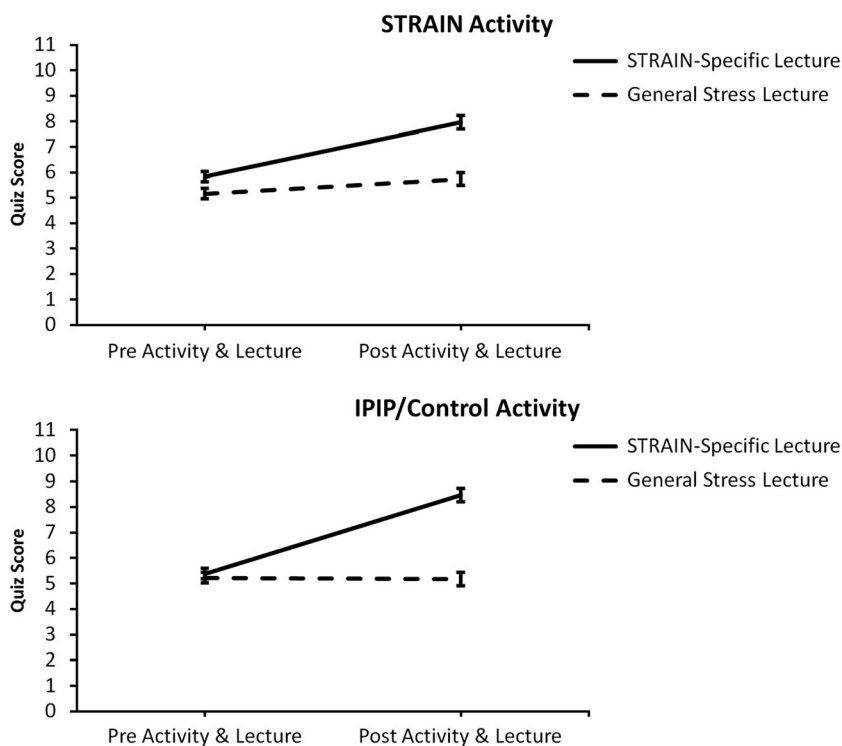 STRAIN Activity
11
10
9
8
7
6
5
4
3
2
1
0
Quiz Score
Pre Activity & Lecture
Post Activity & Lecture
STRAIN-Specific Lecture
General Stress Lecture
IPIP/Control Activity
11
10
9
8
7
6
5
4
3
2
1
0
Quiz Score
Pre Activity & Lecture
Post Activity & Lecture
STRAIN-Specific Lecture
General Stress Lecture